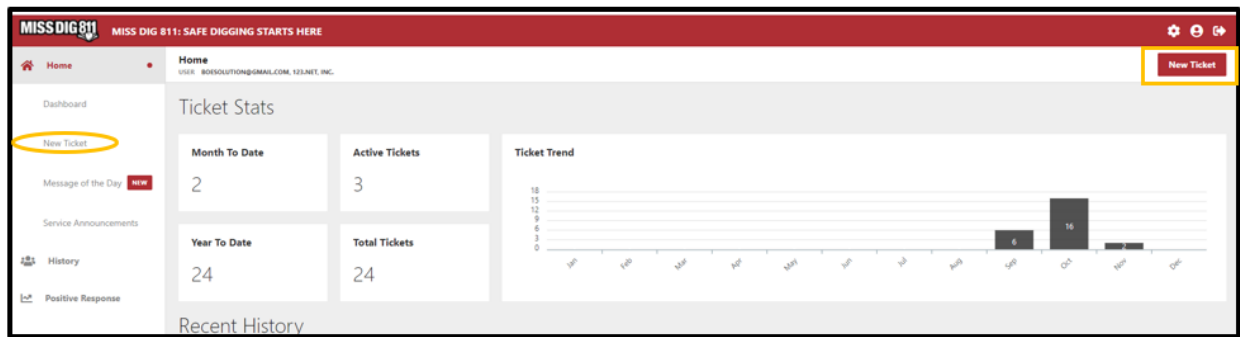 MISS DIG 811 MISS DIG 811: SAFE DIGGING STARTS HERE
Home
Home
USER BOESOLUTION@GMAIL.COM, 123.NET, INC.
New Ticket
Dashboard
New Ticket
Message of the Day NEW
Service Announcements
History
Positive Response
Ticket Stats
Month To Date
2
Active Tickets
3
Year To Date
24
Total Tickets
24
Ticket Trend
18
15
12
9
6
3
0
6
16
2
Jan Feb Mar Apr May Jun Jul Aug Sep Oct Nov Dec
Recent History